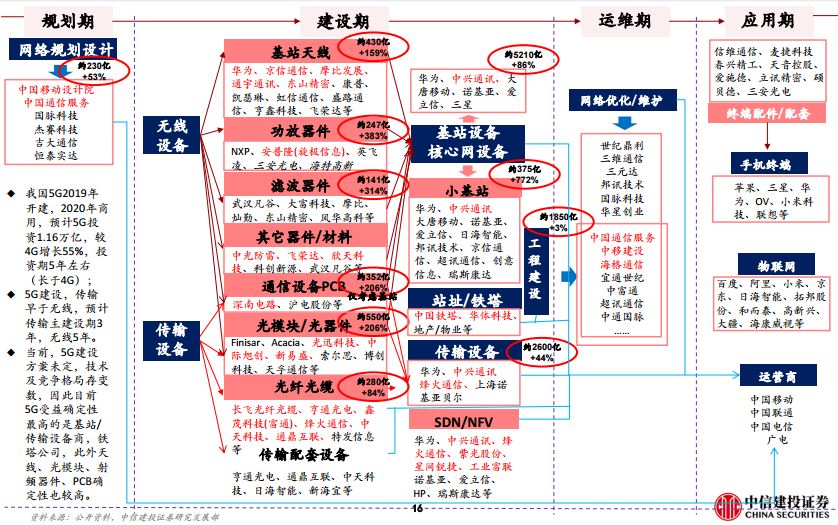 规划期
建设期
运维期
应用期
网络规划设计
约230亿
+53%
中国移动设计院
中国通信服务
国脉科技
杰赛科技
吉大通信
恒泰实达
◆ 我国5G2019年
开建，2020年商
用，预计5G投
资1.16万亿，较
4G增长55%，投
资期5年左右
（长于4G）；
◆ 5G建设，传输
早于无线，预计
传输主建设期3
年，无线5年。
◆ 当前，5G建设
方案未定，技术
及竞争格局存变
数，因此目前
5G受益确定性
最高的是基站/
传输设备商，铁
塔公司，此外天
线、光模块、射
频器件、PCB确
定性也较高。
无线
设备
传输
设备
基站天线
约430亿
+159%
华为、京信通信、摩比发展、
通宇通讯、东山精密、康普、
凯瑟琳、虹信通信、盛路通
信、亨鑫科技、飞荣达等
功放器件
约247亿
+383%
NXP、安普隆(旋极信息)、英飞
凌、三安光电、海特高新
滤波器件
约141亿
+314%
武汉凡谷、大富科技、摩比、
灿勤、东山精密、风华高科等
其它器件/材料
中光防雷、飞荣达、欣天科
技、科创新源、武汉凡谷等
通信设备PCB
约352亿
+206%
仅考虑基站
深南电路、沪电股份等
光模块/光器件
约550亿
+206%
Finisar、Acacia、光迅科技、中
际旭创、新易盛、索尔思、博创
科技、天孚通信等
光纤光缆
约280亿
+84%
长飞光纤光缆、亨通光电、鑫
茂科技(富通)、烽火通信、中
天科技、通鼎互联、特发信息
等
传输配套设备
亨通光电、通鼎互联、中天科
技、日海智能、新海宜等
约5210亿
+86%
华为、中兴通讯、大
唐移动、诺基亚、爱
立信、三星
基站设备
核心网设备
约375亿
+772%
小基站
华为、中兴通讯
大唐移动、诺基亚、
爱立信、日海智能、
邦讯技术、京信通
信、超讯通信、创意
信息、瑞斯康达
站址/铁塔
中国铁塔、华体科技、
地产/物业等
传输设备
约2600亿
+44%
华为、中兴通讯
烽火通信、上海诺
基亚贝尔
SDN/NFV
华为、中兴通讯、烽
火通信、紫光股份、
星网锐捷、工业富联
诺基亚、爱立信、
HP、瑞斯康达等
约1850亿
+3%
工程建设
网络优化/维护
世纪鼎利
三维通信
三元达
邦讯技术
国脉科技
华星创业
中国通信服务
中移建设
海格通信
宜通世纪
中富通
超讯通信
中通国脉
……
信维通信、麦捷科技
春兴精工、天音控股、
爱施德、立讯精密、硕
贝德、三安光电
终端配件/配套
手机终端
苹果、三星、华
为、OV、小米科
技、联想等
物联网
百度、阿里、小米、京
东、日海智能、拓邦股
份、和而泰、高新兴、
大疆、海康威视等
运营商
中国移动
中国联通
中国电信
广电
资料来源：公开资料，中信建投证券研究发展部
16
中信建投证券
CHINA SECURITIES